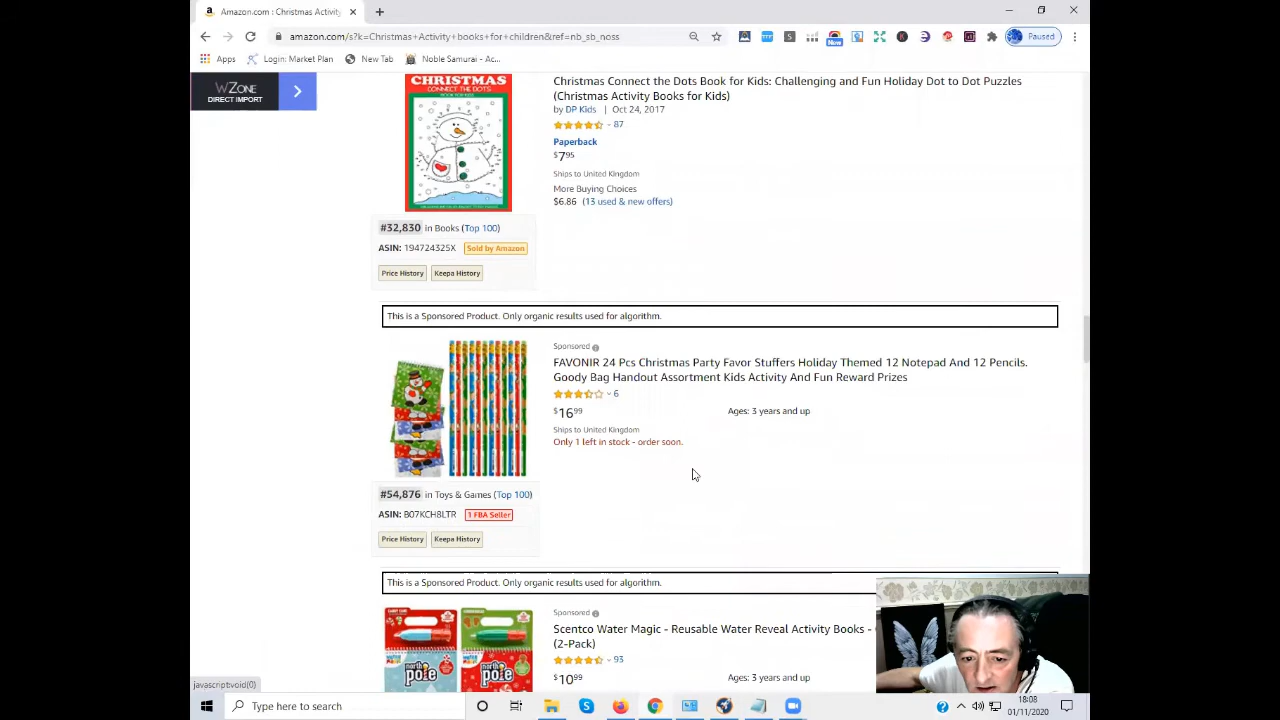 Amazon.com : Christmas Activity
amazon.com/s?k=Christmas+Activity+books+for+children&ref=nb_sb_noss
Paused
Apps
Login: Market Plan
New Tab
Noble Samurai - Ac...
New
WZONE
DIRECT IMPORT
CHRISTMAS
CONNECT THE DOTS
Christmas Connect the Dots Book for Kids: Challenging and Fun Holiday Dot to Dot Puzzles
(Christmas Activity Books for Kids)
by DP Kids | Oct 24, 2017
87
Paperback
$7 95
Ships to United Kingdom
More Buying Choices
$6.86 (13 used & new offers)
#32,830 in Books (Top 100)
ASIN: 194724325X Sold by Amazon
Price History Keepa History
This is a Sponsored Product. Only organic results used for algorithm.
Sponsored
FAVONIR 24 Pcs Christmas Party Favor Stuffers Holiday Themed 12 Notepad And 12 Pencils.
Goody Bag Handout Assortment Kids Activity And Fun Reward Prizes
6
$16 99
Ages: 3 years and up
Ships to United Kingdom
Only 1 left in stock - order soon.
#54,876 in Toys & Games (Top 100)
ASIN: B07KCH8LTR 1 FBA Seller
Price History Keepa History
This is a Sponsored Product. Only organic results used for algorithm.
Sponsored
Scentco Water Magic - Reusable Water Reveal Activity Books -
(2-Pack)
93
$10 99
Ages: 3 years and up
north
pole
javascript:void(0)
Type here to search
18:08
01/11/2020